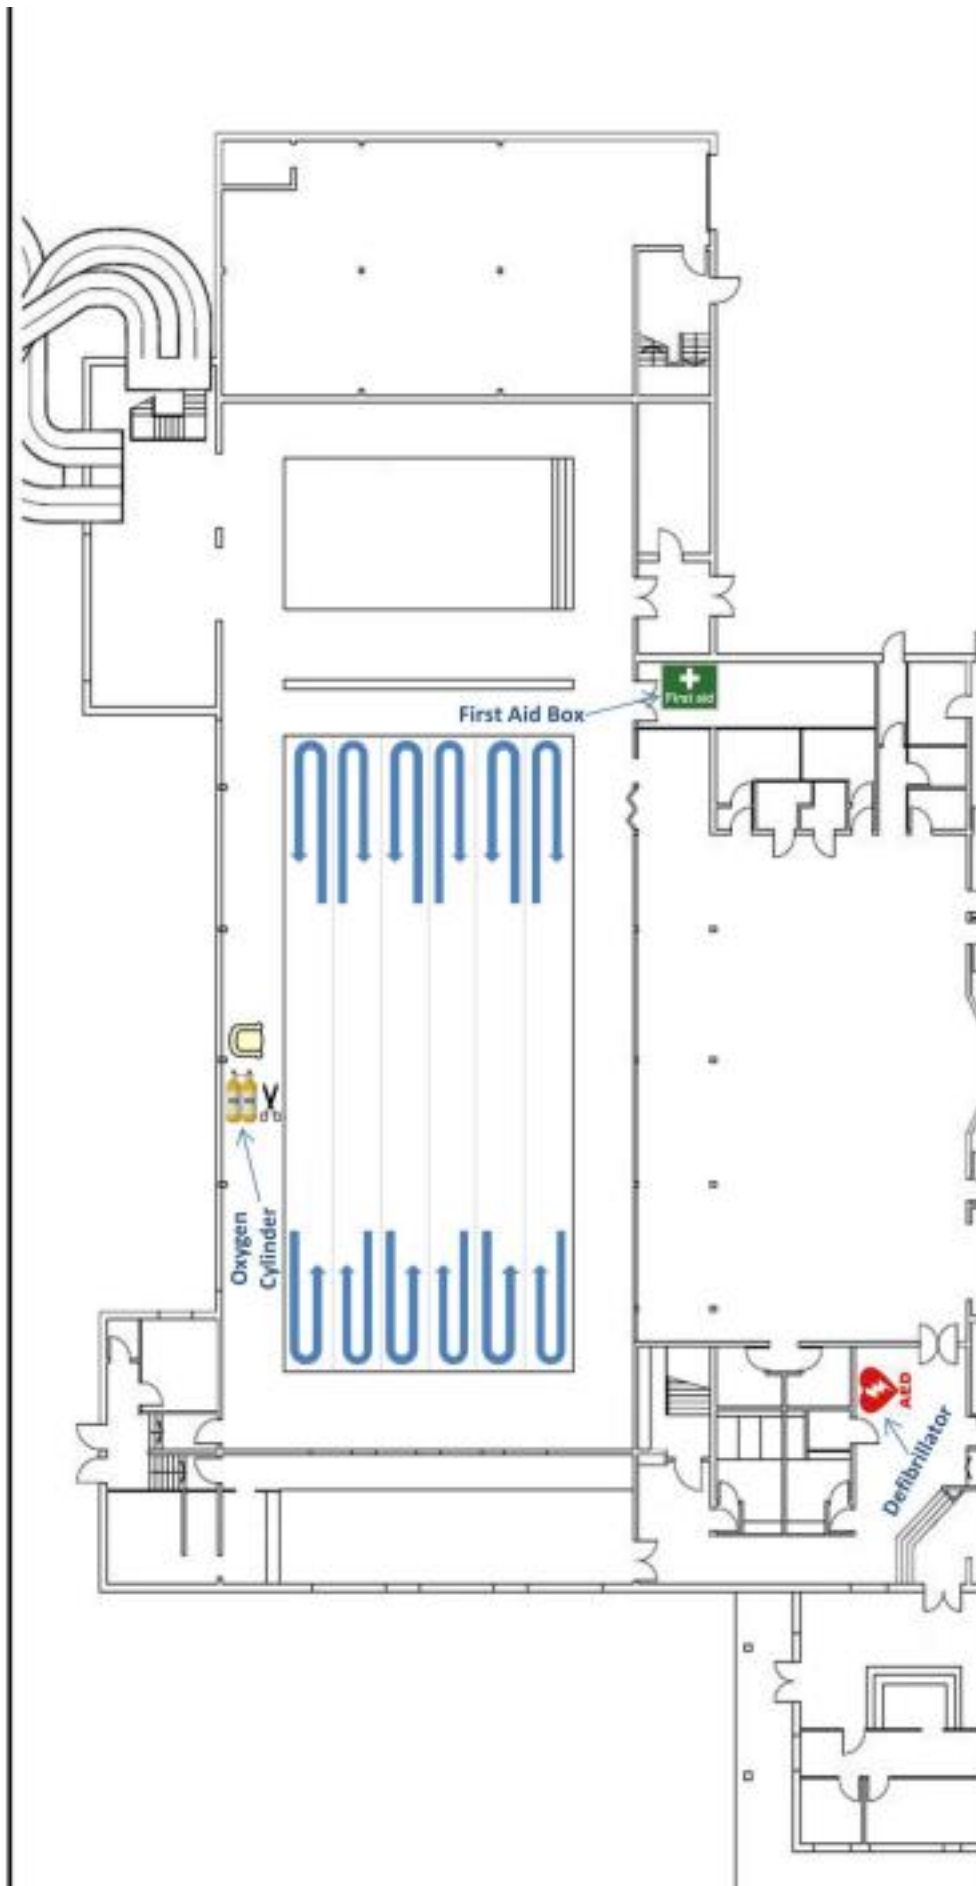 First aid
First Aid Box
Oxygen
Cylinder
AED
Defibrillator